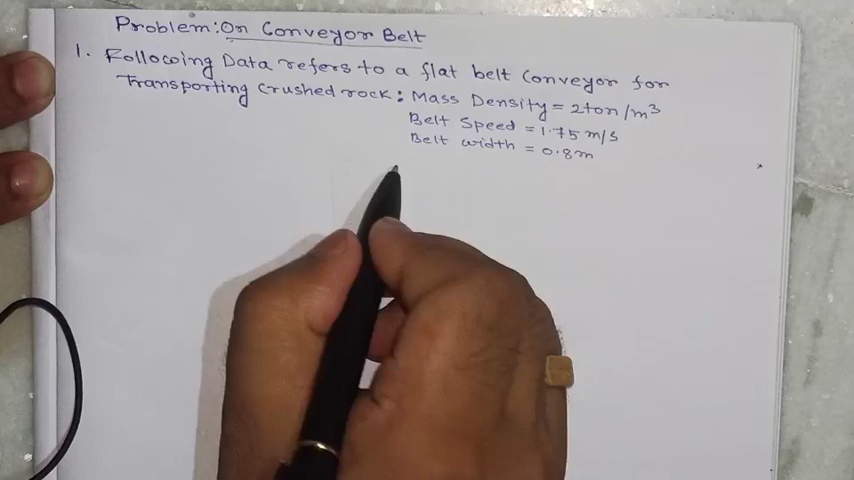 Problem: On Conveyor Belt
1. Following Data refers to a flat belt Conveyor for
Transporting Crushed rock: Mass Density = 2ton/m³
Belt Speed = 1.75 m/s
Belt width = 0.8m